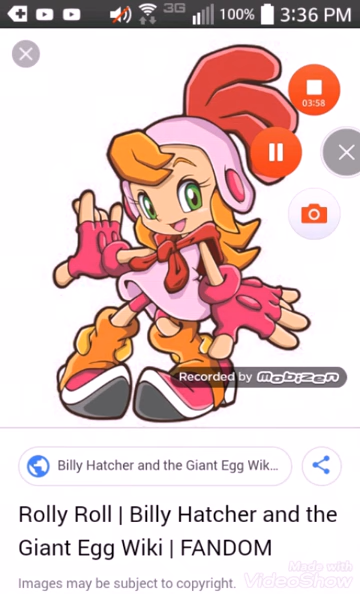 3G 100% 3:36 PM
03:58
Recorded by mobizen
Billy Hatcher and the Giant Egg Wik...
Rolly Roll | Billy Hatcher and the
Giant Egg Wiki | FANDOM
Images may be subject to copyright.
Made with
VideoShow